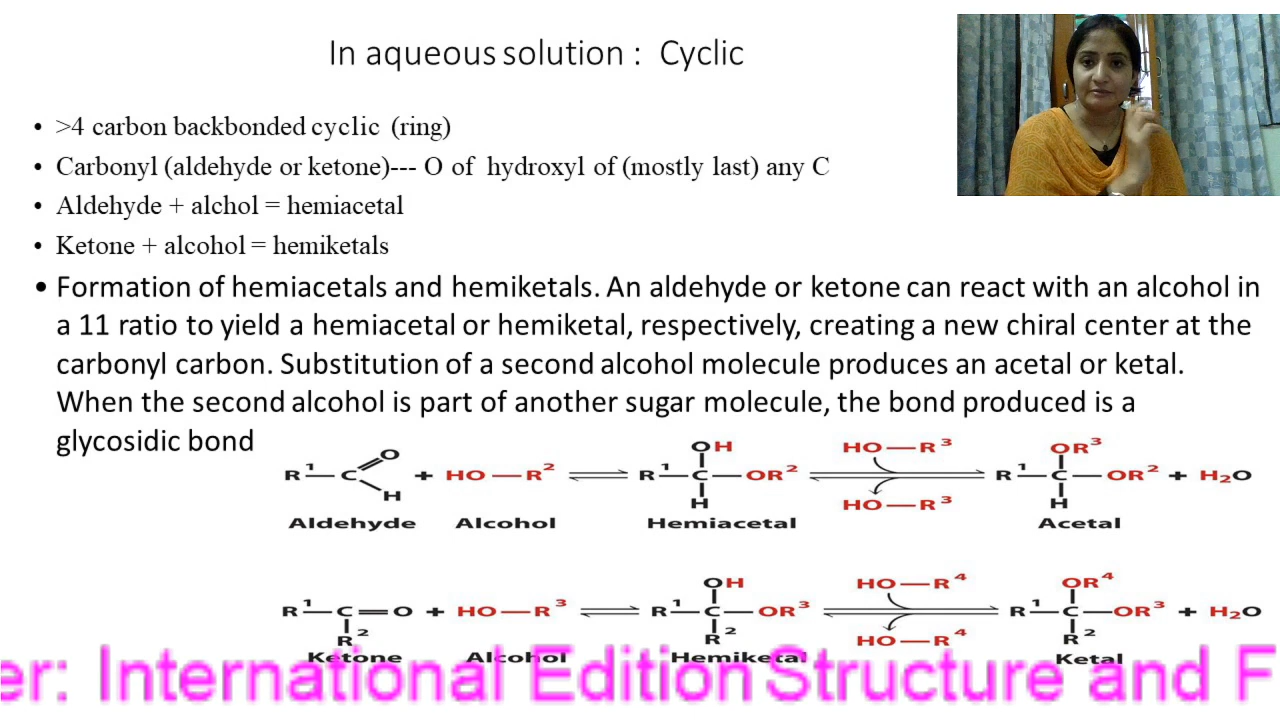 In aqueous solution : Cyclic
• >4 carbon backbonded cyclic (ring)
• Carbonyl (aldehyde or ketone)--- O of hydroxyl of (mostly last) any C
• Aldehyde + alchol = hemiacetal
• Ketone + alcohol = hemiketals
• Formation of hemiacetals and hemiketals. An aldehyde or ketone can react with an alcohol in
a 11 ratio to yield a hemiacetal or hemiketal, respectively, creating a new chiral center at the
carbonyl carbon. Substitution of a second alcohol molecule produces an acetal or ketal.
When the second alcohol is part of another sugar molecule, the bond produced is a
glycosidic bond
OH HO—R³ OR³
R¹—C O H + HO—R² R¹—C—OR² R¹—C—OR² + H₂O
H HO—R³ H
Aldehyde Alcohol Hemiacetal Acetal
OH HO—R⁴ OR⁴
R¹—C=O + HO—R³ R¹—C—OR³ R¹—C—OR³ + H₂O
R² R² HO—R⁴ R²
Ketone Alcohol Hemiketal Ketal
er: International Edition Structure and F